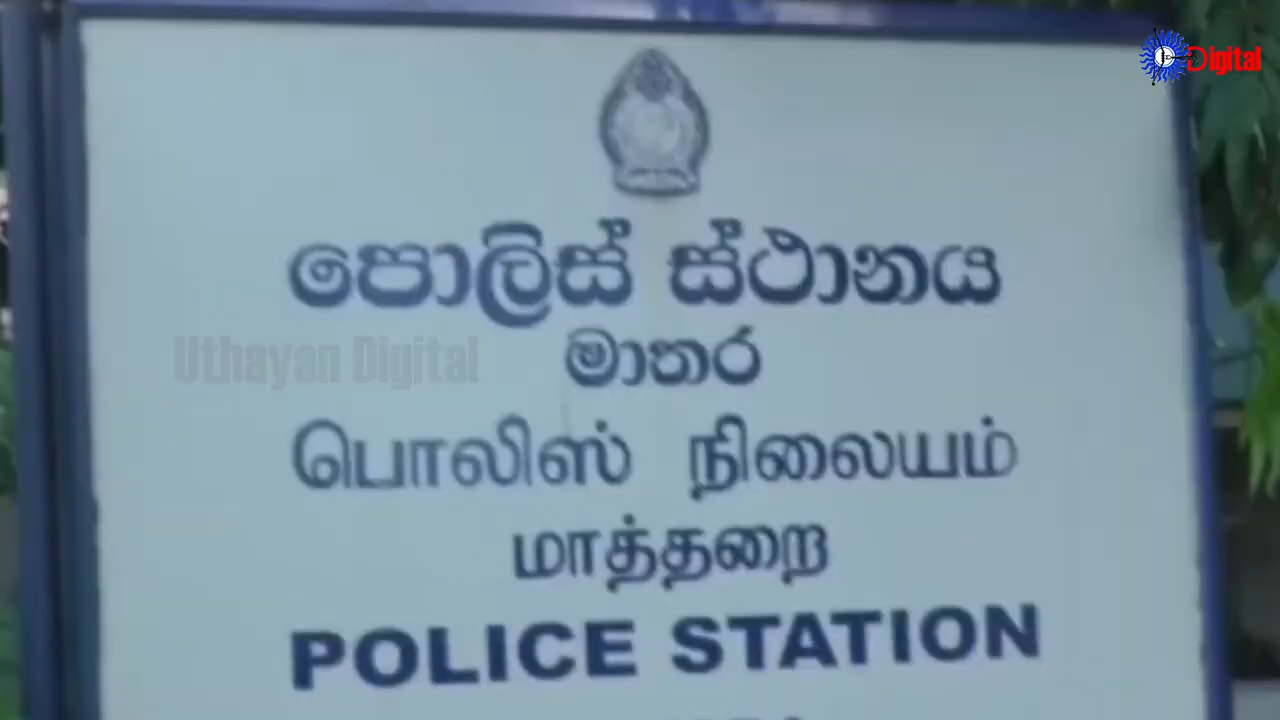 Digital
පොලිස් ස්ථානය
Uthayan Digital
මාතර
பொலிஸ் நிலையம்
மாத்தறை
POLICE STATION